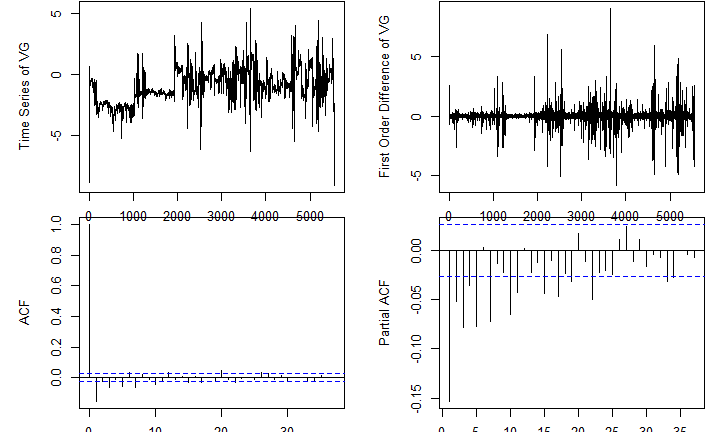 Time Series of VG
5
0
-5
0 1000 2000 3000 4000 5000
First Order Difference of VG
5
0
-5
0 1000 2000 3000 4000 5000
ACF
1.0
0.8
0.6
0.4
0.2
0.0
0 10 20 30
Partial ACF
0.00
-0.05
-0.10
-0.15
0 5 10 15 20 25 30 35